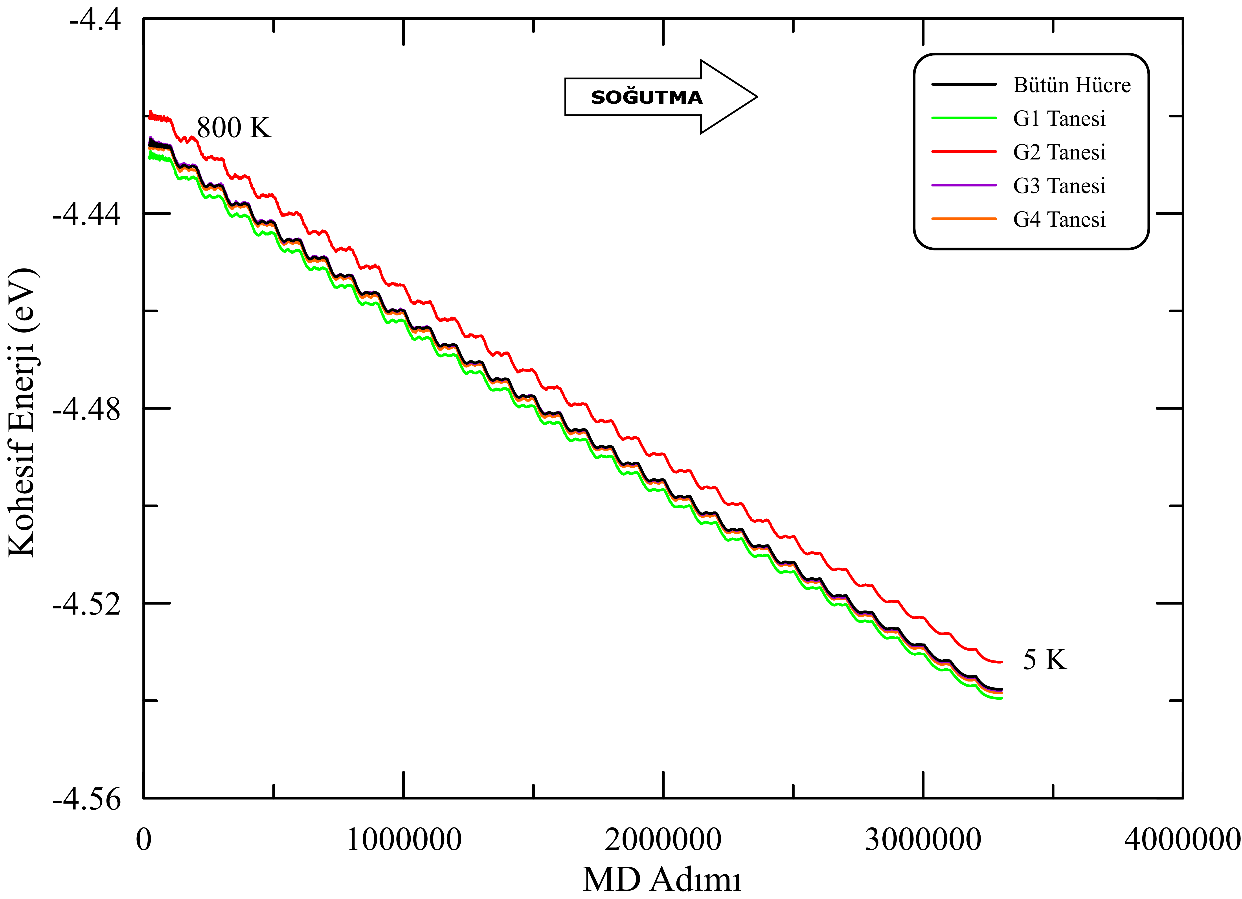 -4.4
-4.44
-4.48
-4.52
-4.56
Kohesif Enerji (eV)
800 K
SOĞUTMA
Bütün Hücre
G1 Tanesi
G2 Tanesi
G3 Tanesi
G4 Tanesi
5 K
0
1000000
2000000
3000000
4000000
MD Adımı